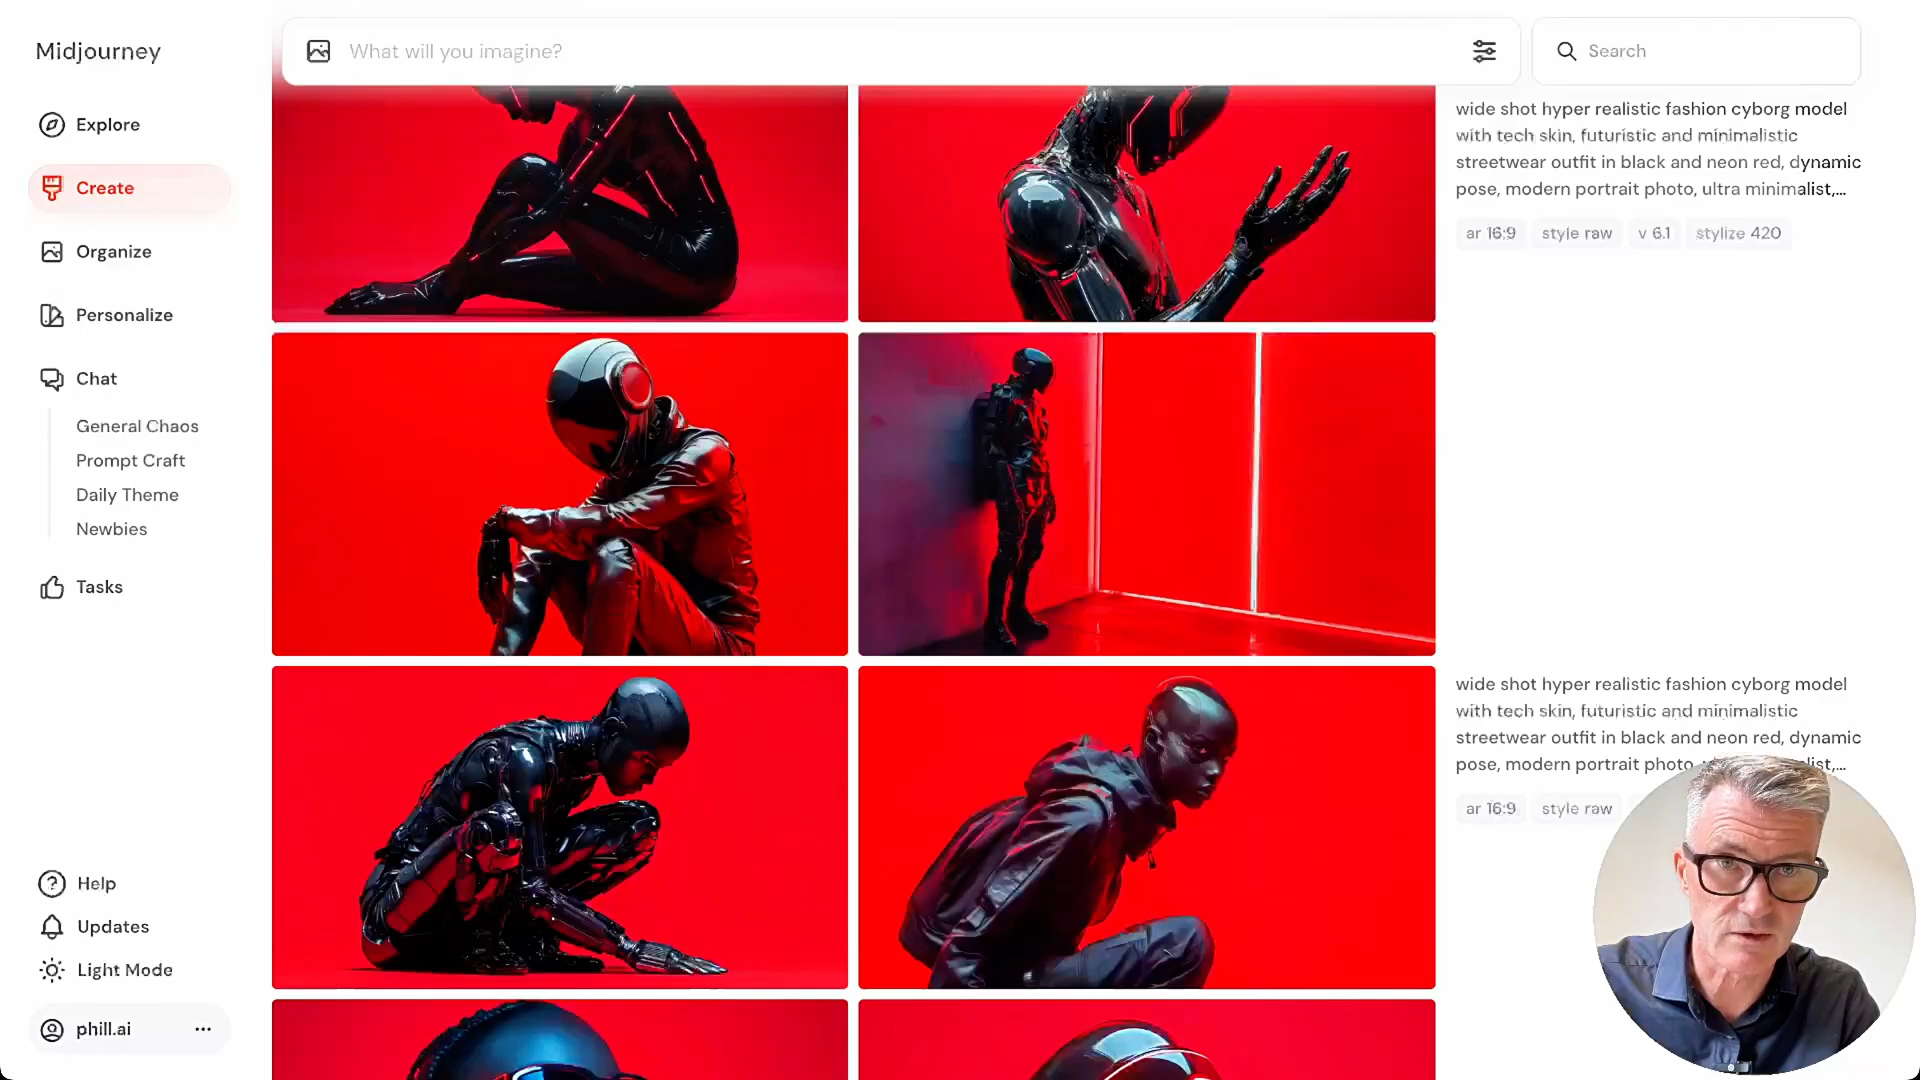 Midjourney
What will you imagine?
Search
Explore
Create
Organize
Personalize
Chat
General Chaos
Prompt Craft
Daily Theme
Newbies
Tasks
Help
Updates
Light Mode
phill.ai
wide shot hyper realistic fashion cyborg model
with tech skin, futuristic and minimalistic
streetwear outfit in black and neon red, dynamic
pose, modern portrait photo, ultra minimalist,...
ar 16:9 style raw v 6.1 stylize 420
wide shot hyper realistic fashion cyborg model
with tech skin, futuristic and minimalistic
streetwear outfit in black and neon red, dynamic
pose, modern portrait photo,
ar 16:9 style raw